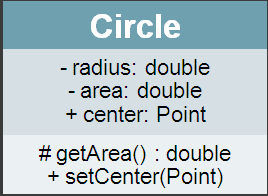 Circle
- radius: double
- area: double
+ center: Point
# getArea() : double
+ setCenter(Point)